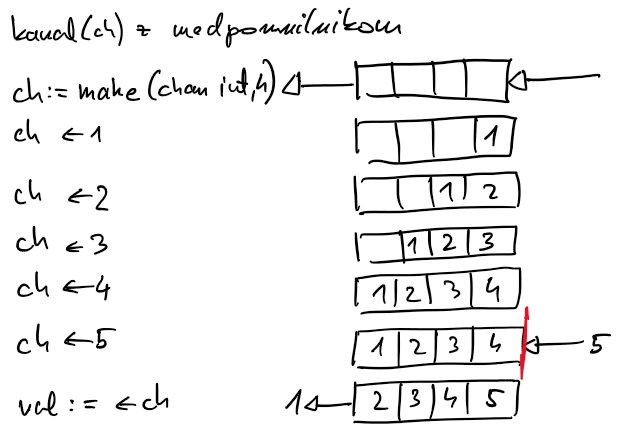 kanal(ch) z medpomnilnikom
ch := make(chan int,4)
ch ← 1 1
ch ← 2 1 2
ch ← 3 1 2 3
ch ← 4 1 2 3 4
ch ← 5 1 2 3 4 5
val := ← ch 1 2 3 4 5